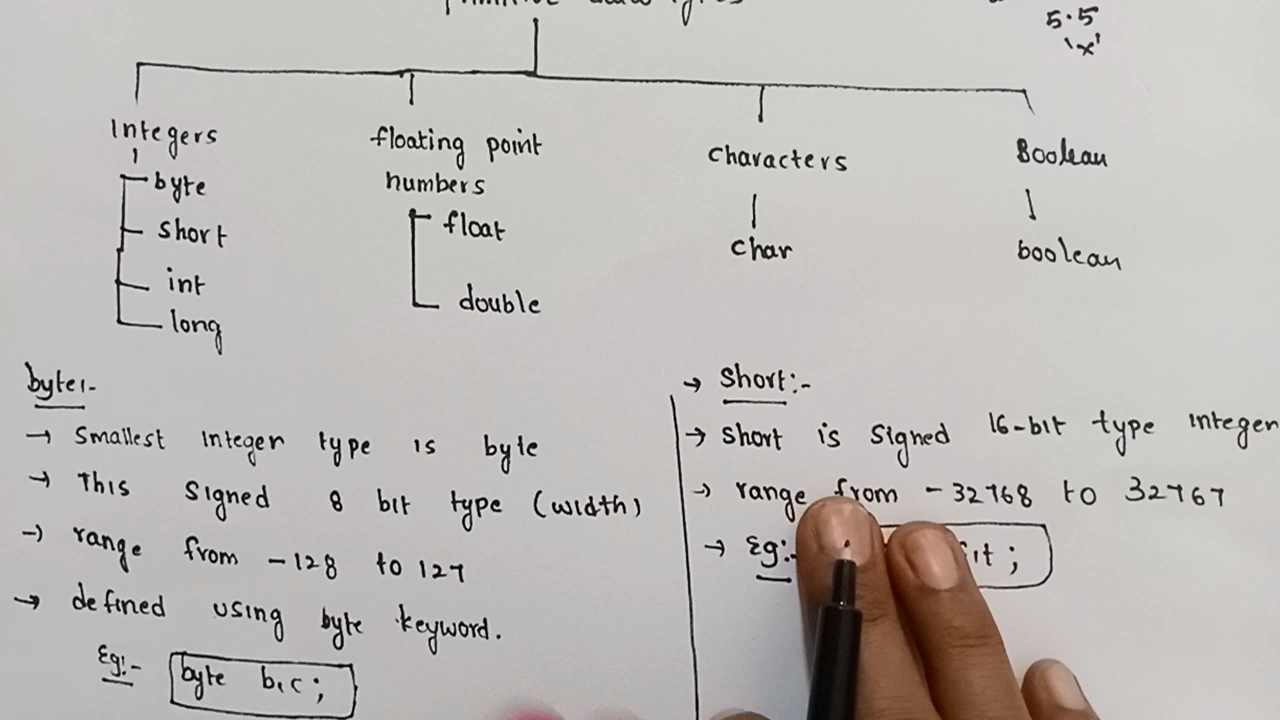 5.5
'x'
Integers
byte
short
int
long
floating point
numbers
float
double
characters
char
Boolean
boolean
byte:-
→ Smallest Integer type is byte
→ This Signed 8 bit type (width)
→ range from -128 to 127
→ defined using byte keyword.
Eg:- byte b,c;
→ Short:-
→ Short is Signed 16-bit type Integer
→ range from -32768 to 32767
→ Eg:- t;